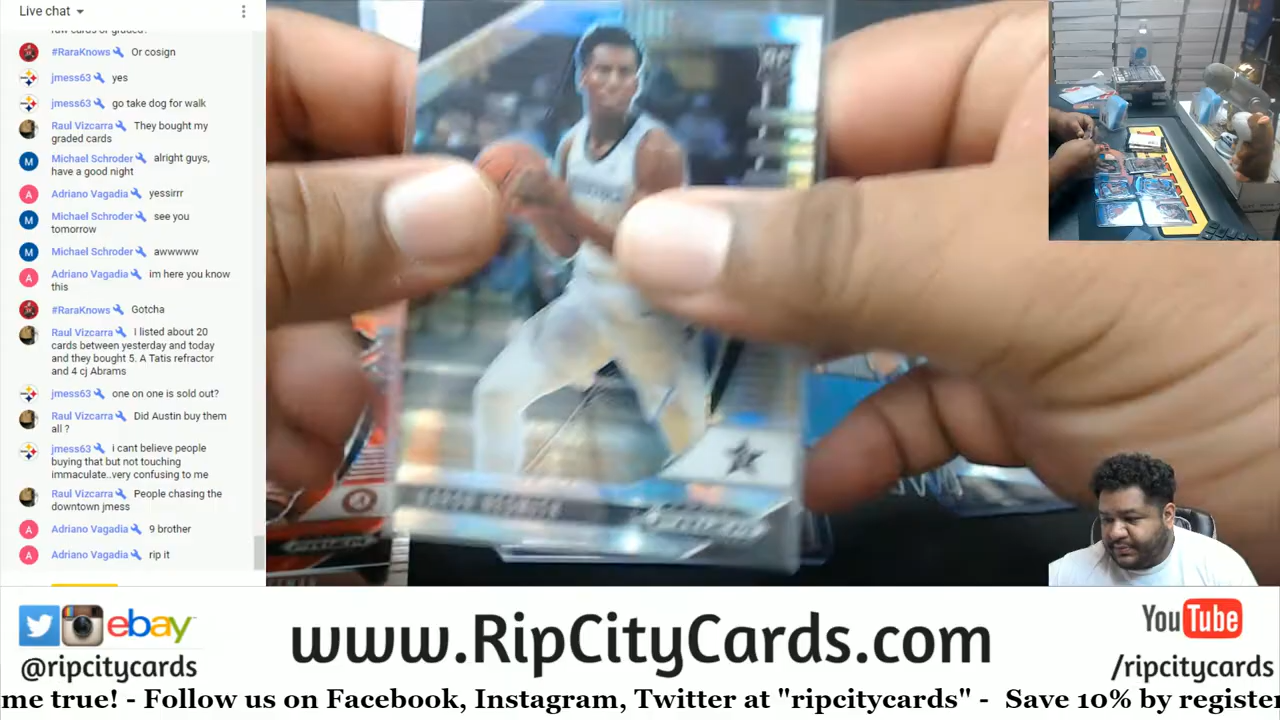 Live chat
#RaraKnows Or cosign
jmess63 yes
jmess63 go take dog for walk
Raul Vizcarra They bought my
graded cards
Michael Schroder alright guys,
have a good night
Adriano Vagadia yessirrr
Michael Schroder see you
tomorrow
Michael Schroder awwwww
Adriano Vagadia im here you know
this
#RaraKnows Gotcha
Raul Vizcarra I listed about 20
cards between yesterday and today
and they bought 5. A Tatis refractor
and 4 cj Abrams
jmess63 one on one is sold out?
Raul Vizcarra Did Austin buy them
all ?
jmess63 i cant believe people
buying that but not touching
immaculate..very confusing to me
Raul Vizcarra People chasing the
downtown jmess
Adriano Vagadia 9 brother
Adriano Vagadia rip it
ebay
@ripcitycards
www.RipCityCards.com
YouTube
/ripcitycards
me true! - Follow us on Facebook, Instagram, Twitter at "ripcitycards" - Save 10% by register